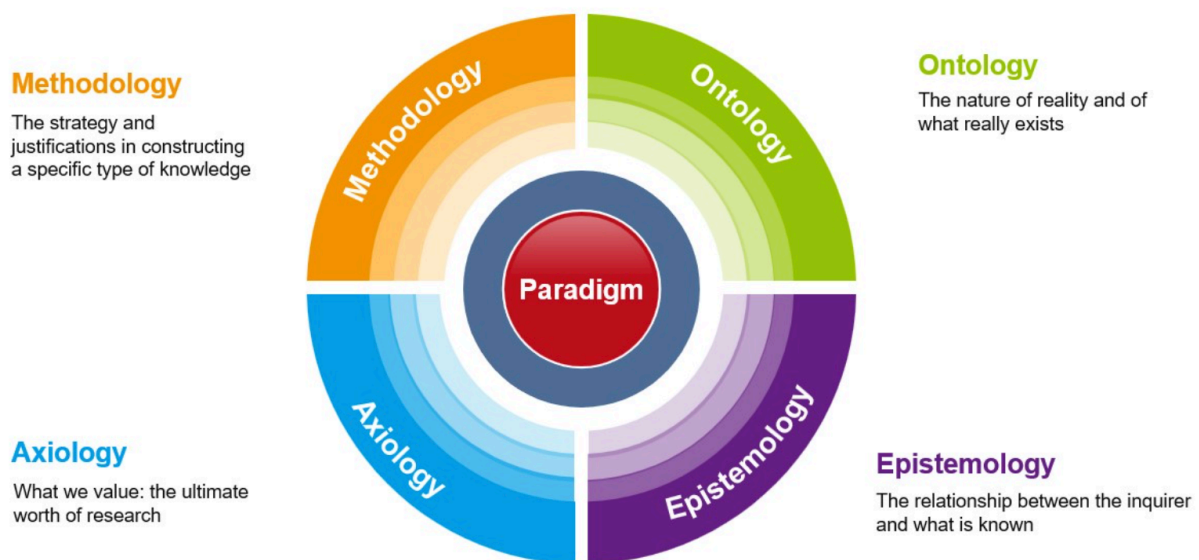 Methodology
The strategy and
justifications in constructing
a specific type of knowledge
Methodology
Ontology
Ontology
The nature of reality and of
what really exists
Paradigm
Axiology
What we value: the ultimate
worth of research
Axiology
Epistemology
Epistemology
The relationship between the inquirer
and what is known